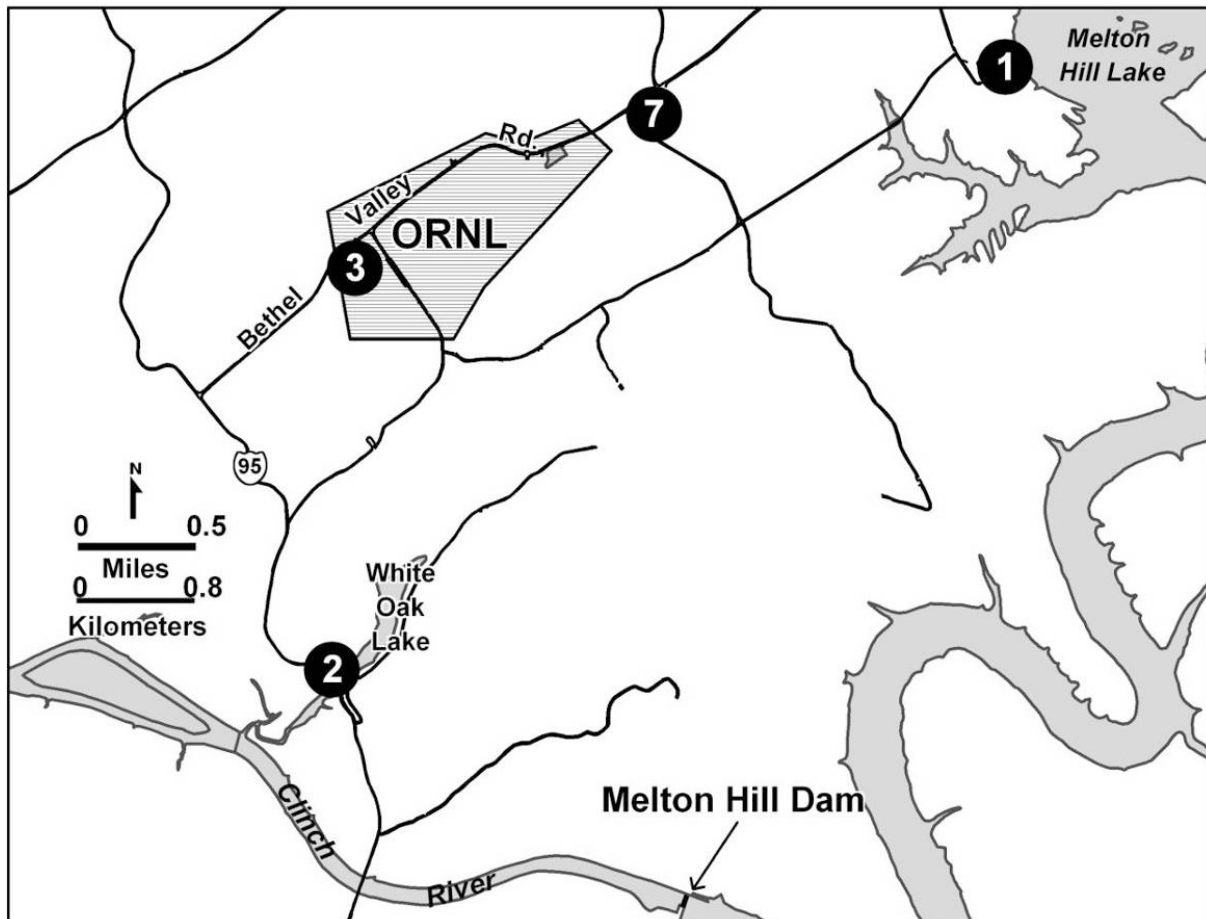 Melton
Hill Lake
1
7
Rd.
Valley
ORNL
3
Bethel
95
N
0 0.5
Miles
0 0.8
Kilometers
White
Oak
Lake
2
Melton Hill Dam
Clinch
River